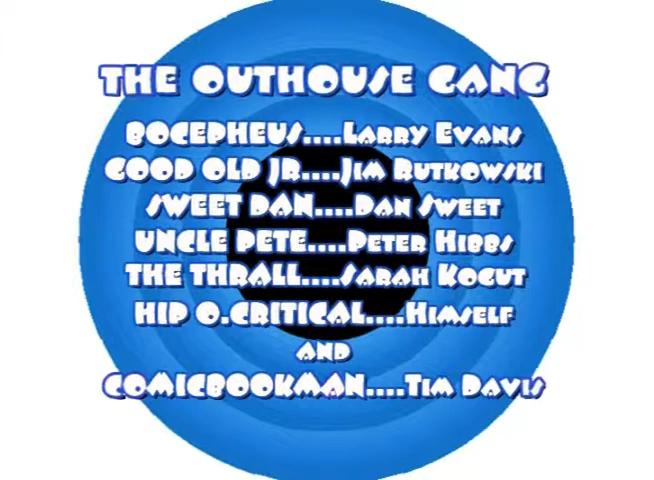 THE OUTHOUSE GANG
BOCEPHEUS....Larry Evans
GOOD OLD JR....Jim Rutkowski
SWEET DAN....Dan Sweet
UNCLE PETE....Peter Hibbs
THE THRALL....Sarah Kogut
HIP O.CRITICAL....Himself
AND
COMICBOOKMAN....Tim Davis